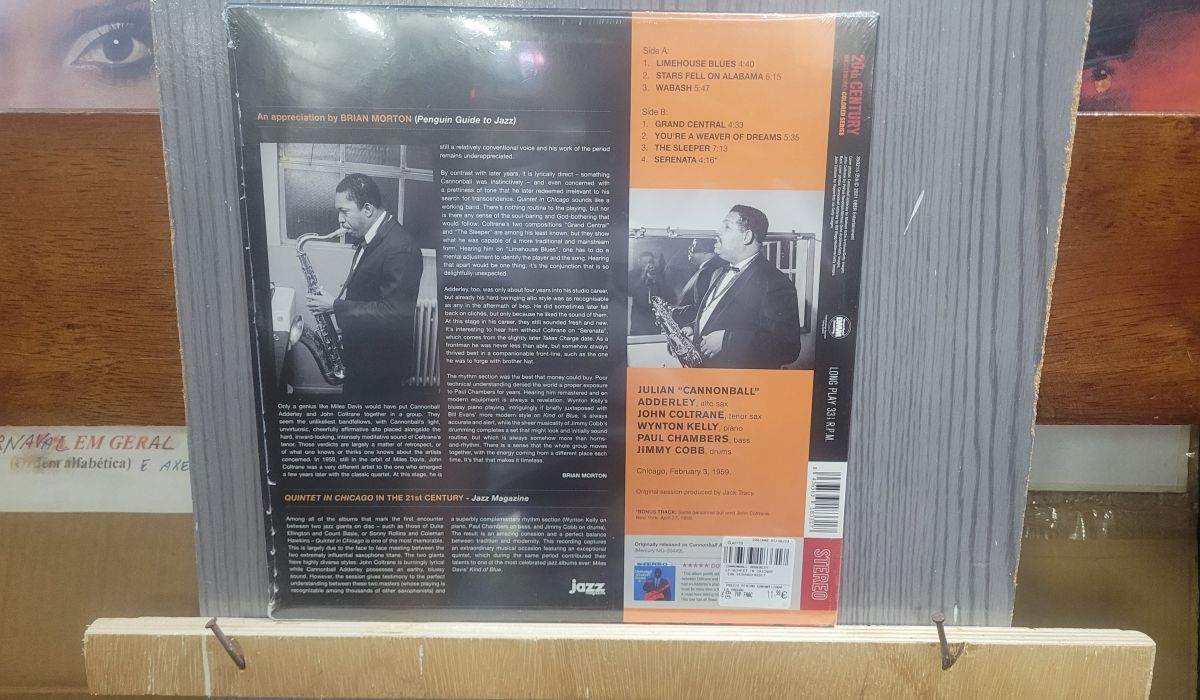 An appreciation by BRIAN MORTON (Penguin Guide to Jazz)
still a relatively conventional voice and his work of the period
remains underappreciated.
By contrast with later years, it is lyrically direct – something
Cannonball was instinctively – and even concerned with
a prettiness of tone that he later redeemed irrelevant to his
search for transcendence. Quintet in Chicago sounds like a
working band. There's nothing routine to the playing, but nor
is there any sense of the soul-baring and God-bothering that
would follow. Coltrane's two compositions "Grand Central"
and "The Sleeper" are among his least known, but they show
what he was capable of a more traditional and mainstream
form. Hearing him on "Limehouse Blues", one has to do a
mental adjustment to identify the player and the song. Hearing
that apart would be one thing; it's the conjunction that is so
delightfully unexpected.
Adderley, too, was only about four years into his studio career,
but already his hard-swinging alto style was as recognisable
as any in the aftermath of bop. He did sometimes later fall
back on clichés, but only because he liked the sound of them.
At this stage in his career, they still sounded fresh and new.
It's interesting to hear him without Coltrane on "Serenata",
which comes from the slightly later Takes Charge date. As a
frontman he was never less than able, but somehow always
thrived best in a companionable front-line, such as the one
he was to forge with brother Nat.
The rhythm section was the best that money could buy. Poor
technical understanding denied the world a proper exposure
to Paul Chambers for years. Hearing him remastered and on
modern equipment is always a revelation. Wynton Kelly's
bluesy piano playing, intriguingly if briefly juxtaposed with
Bill Evans' more modern style on Kind of Blue, is always
accurate and alert, while the sheer musicality of Jimmy Cobb's
drumming completes a set that might look and initially sound
routine, but which is always somehow more than horns-
and-rhythm. There is a sense that the whole group moves
together, with the energy coming from a different place each
time. It's that that makes it timeless.
BRIAN MORTON
Only a genius like Miles Davis would have put Cannonball
Adderley and John Coltrane together in a group. They
seem the unlikeliest bandfellows, with Cannonball's light,
unvirtuosic, cheerfully affirmative alto placed alongside the
hard, inward-looking, intensely meditative sound of Coltrane's
tenor. Those verdicts are largely a matter of retrospect, or
of what one knows or thinks one knows about the artists
concerned. In 1959, still in the orbit of Miles Davis, John
Coltrane was a very different artist to the one who emerged
a few years later with the classic quartet. At this stage, he is
QUINTET IN CHICAGO IN THE 21st CENTURY - Jazz Magazine
Among all of the albums that mark the first encounter
between two jazz giants on disc – such as those of Duke
Ellington and Count Basie, or Sonny Rollins and Coleman
Hawkins – Quintet in Chicago is one of the most memorable.
This is largely due to the face to face meeting between the
two extremely influential saxophone titans. The two giants
have highly diverse styles: John Coltrane is burningly lyrical
while Cannonball Adderley possesses an earthy, bluesy
sound. However, the session gives testimony to the perfect
understanding between these two masters (whose playing is
recognizable among thousands of other saxophonists) and
a superbly complementary rhythm section (Wynton Kelly on
piano, Paul Chambers on bass, and Jimmy Cobb on drums).
The result is an amazing cohesion and a perfect balance
between tradition and modernity. This recording captures
an extraordinary musical occasion featuring an exceptional
quintet, which during the same period contributed their
talents to one of the most celebrated jazz albums ever: Miles
Davis' Kind of Blue.
jazz
Side A:
1. LIMEHOUSE BLUES 4:40
2. STARS FELL ON ALABAMA 6:15
3. WABASH 5:47
Side B:
1. GRAND CENTRAL 4:33
2. YOU'RE A WEAVER OF DREAMS 5:35
3. THE SLEEPER 7:13
4. SERENATA 4:16*
JULIAN "CANNONBALL"
ADDERLEY, alto sax
JOHN COLTRANE, tenor sax
WYNTON KELLY, piano
PAUL CHAMBERS, bass
JIMMY COBB, drums
Chicago, February 3, 1959.
Original session produced by Jack Tracy.
*BONUS TRACK: Same personnel but omit John Coltrane.
New York, April 27, 1959.
Originally released as Cannonball
STEREO
★★★★★ DO
CANNONBALL ADDERLEY
PVP FNAC
11,99€
20th CENTURY
COLORED SERIES
LONG PLAY 33⅓ R.P.M.
STEREO
RNAVAL EM GERAL
(Ordem alfabética) E AXE